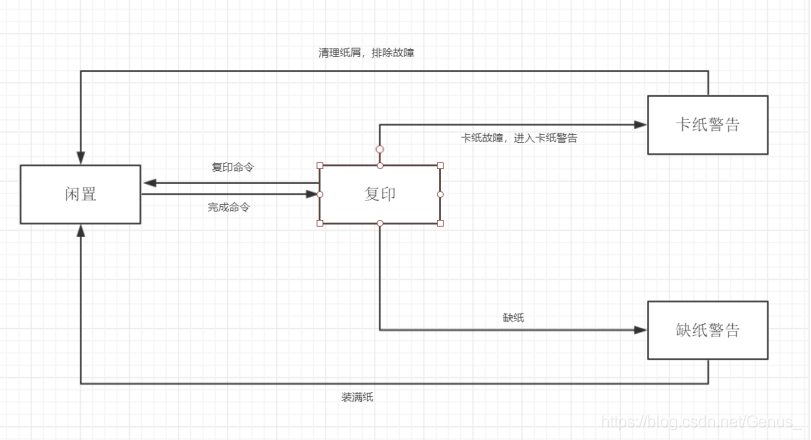 清理纸屑，排除故障
卡纸警告
卡纸故障，进入卡纸警告
复印命令
闲置
复印
完成命令
缺纸
缺纸警告
装满纸
https://blog.csdn.net/Genus_